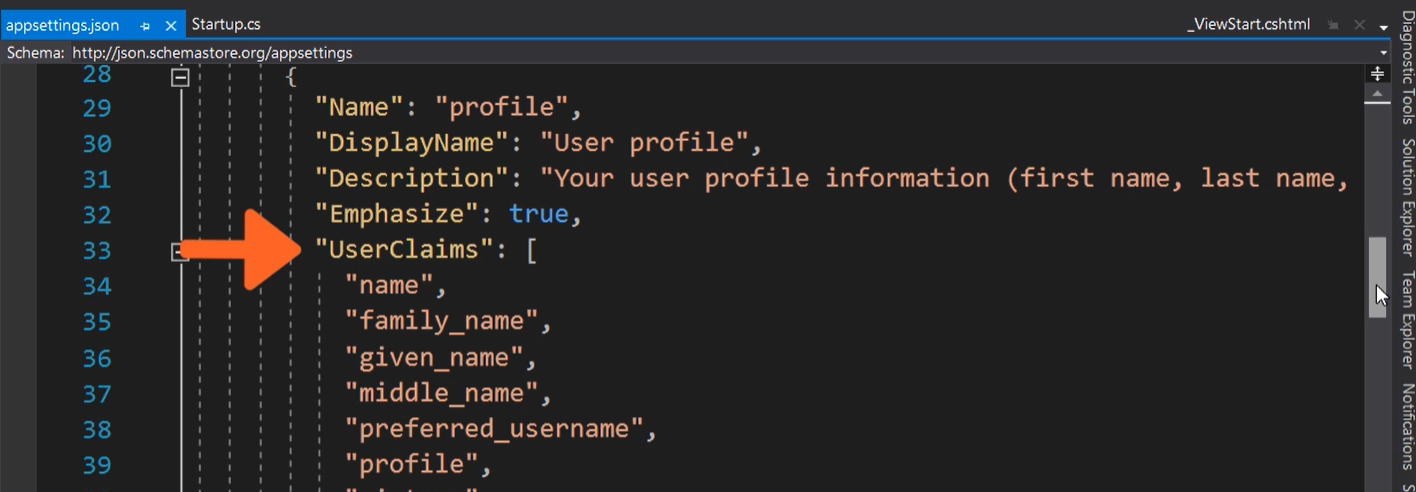 appsettings.json
Startup.cs
_ViewStart.cshtml
Schema: http://json.schemastore.org/appsettings
28 {
29 "Name": "profile",
30 "DisplayName": "User profile",
31 "Description": "Your user profile information (first name, last name,
32 "Emphasize": true,
33 "UserClaims": [
34 "name",
35 "family_name",
36 "given_name",
37 "middle_name",
38 "preferred_username",
39 "profile",
Diagnostic Tools
Solution Explorer
Team Explorer
Notifications